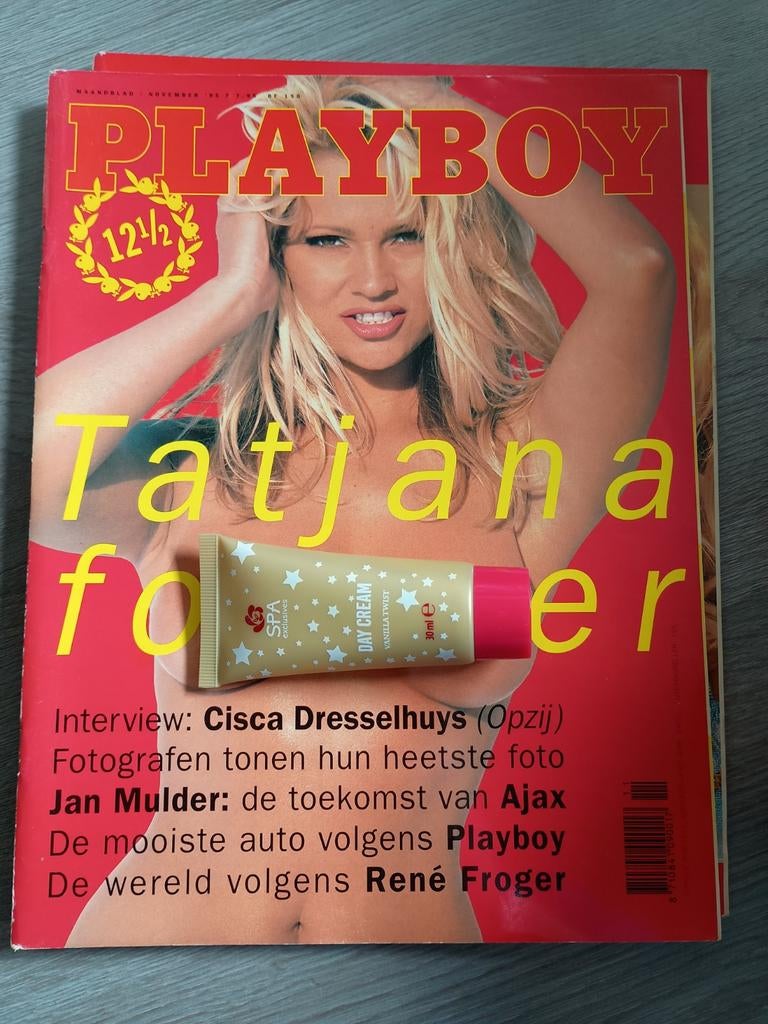 MAANDBLAD / NOVEMBER '95
PLAYBOY
12½
Tatjana
fo er
SPA
exclusives
DAY CREAM
VANILLA TWIST
30 ml e
Interview: Cisca Dresselhuys (Opzij)
Fotografen tonen hun heetste foto
Jan Mulder: de toekomst van Ajax
De mooiste auto volgens Playboy
De wereld volgens René Froger